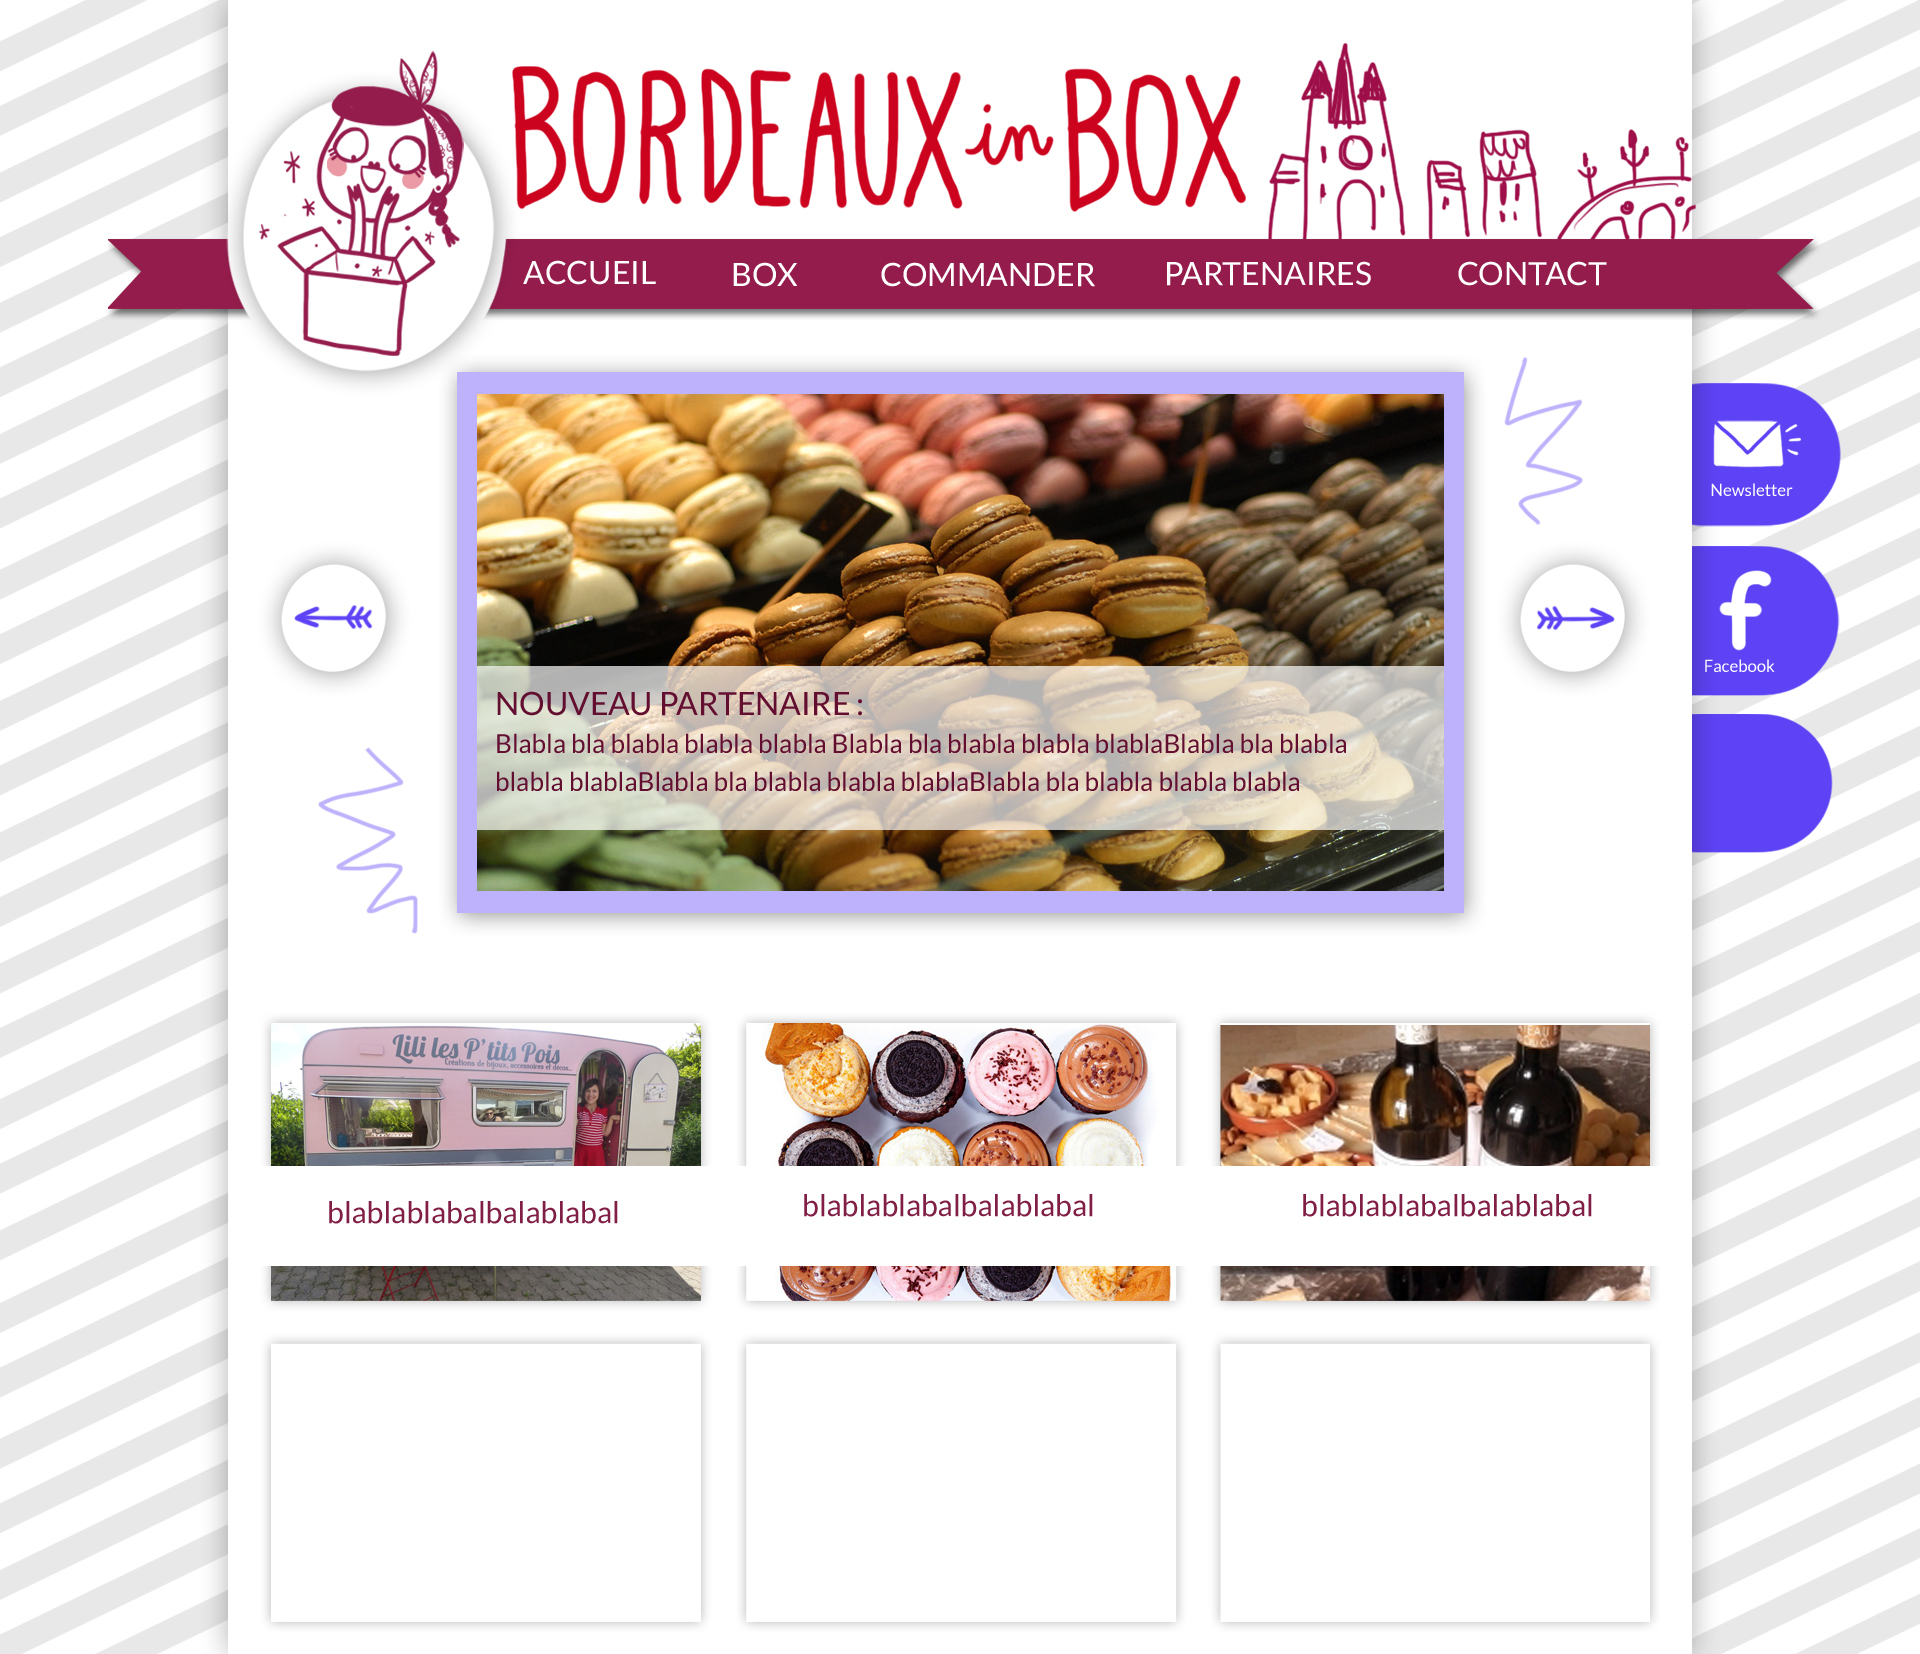 BORDEAUX in BOX
ACCUEIL BOX COMMANDER PARTENAIRES CONTACT
Newsletter
Facebook
NOUVEAU PARTENAIRE :
Blabla bla blabla blabla blabla Blabla bla blabla blabla blablaBlabla bla blabla
blabla blablaBlabla bla blabla blabla blablaBlabla bla blabla blabla blabla
Lili les P'tits Pois
Créations de bijoux, accessoires et décos...
blablablabalbalablabal
blablablabalbalablabal
blablablabalbalablabal